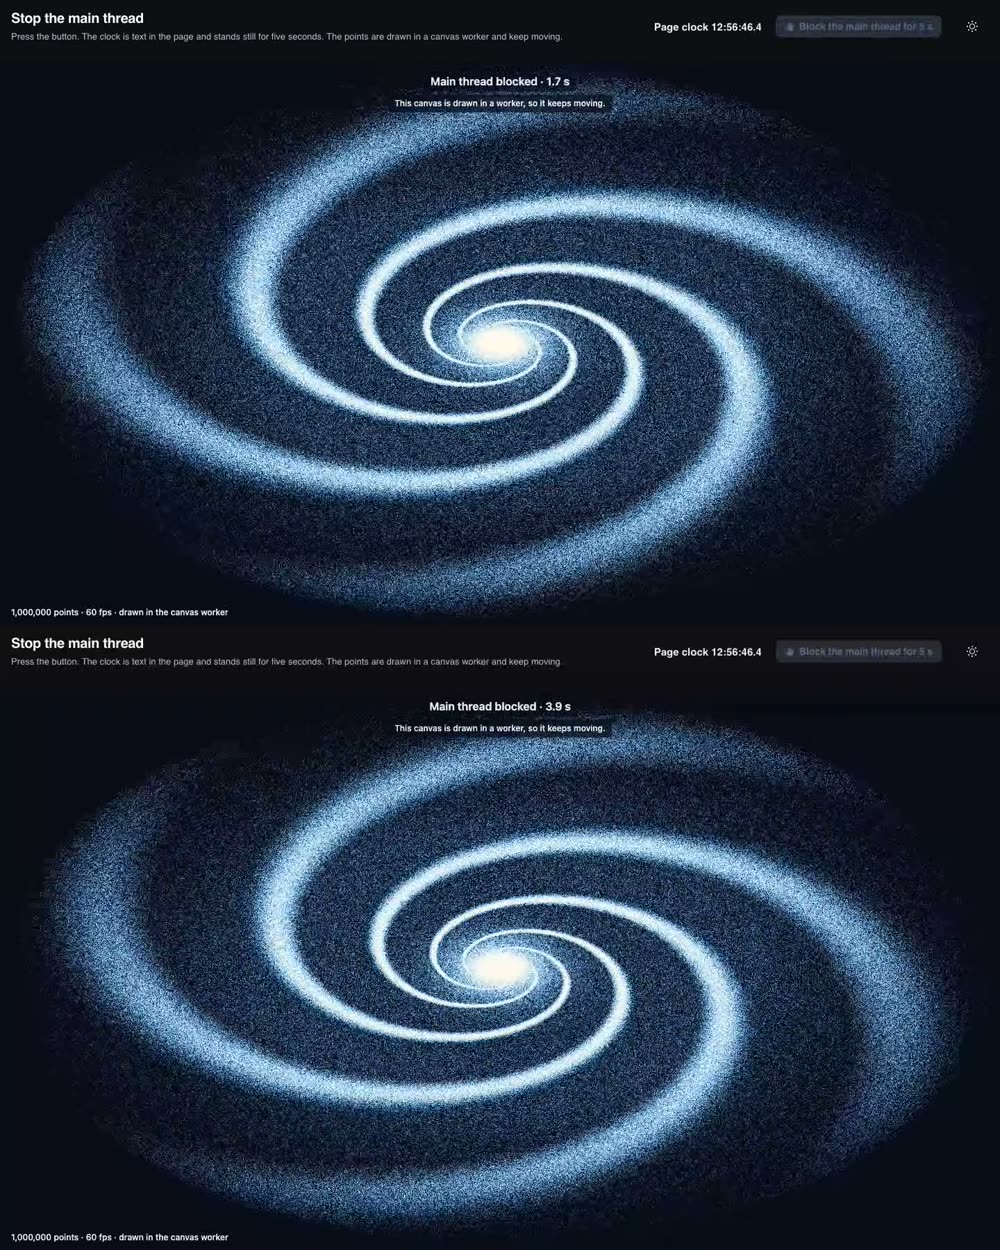 Stop the main thread
Press the button. The clock is text in the page and stands still for five seconds. The points are drawn in a canvas worker and keep moving.
Page clock 12:56:46.4
Block the main thread for 5 s
Main thread blocked · 1.7 s
This canvas is drawn in a worker, so it keeps moving.
1,000,000 points · 60 fps · drawn in the canvas worker
Stop the main thread
Press the button. The clock is text in the page and stands still for five seconds. The points are drawn in a canvas worker and keep moving.
Page clock 12:56:46.4
Block the main thread for 5 s
Main thread blocked · 3.9 s
This canvas is drawn in a worker, so it keeps moving.
1,000,000 points · 60 fps · drawn in the canvas worker